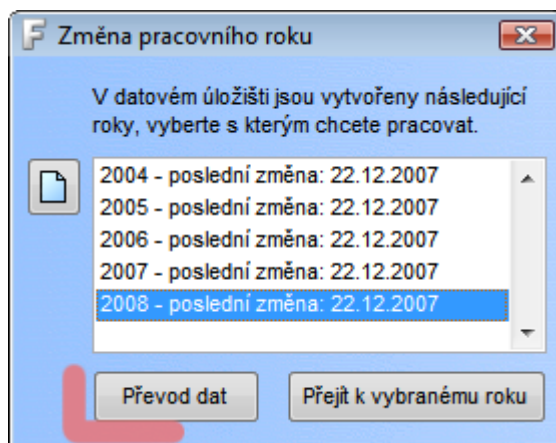 F Změna pracovního roku
V datovém úložišti jsou vytvořeny následující
roky, vyberte s kterým chcete pracovat.
2004 - poslední změna: 22.12.2007
2005 - poslední změna: 22.12.2007
2006 - poslední změna: 22.12.2007
2007 - poslední změna: 22.12.2007
2008 - poslední změna: 22.12.2007
Převod dat Přejít k vybranému roku